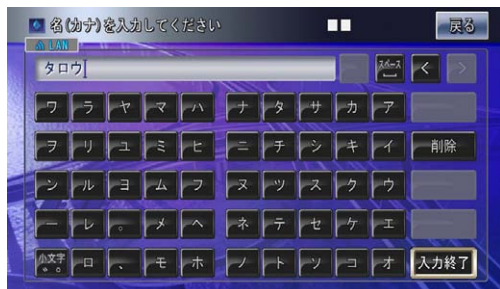 名(カナ)を入力してください 戻る
LAN
タロウ スペース < >
ワ ラ ヤ マ ハ ナ タ サ カ ア
ヲ リ ユ ミ ヒ ニ チ シ キ イ 削除
ン ル ヨ ム フ ヌ ツ ス ク ウ
ー レ 。 メ ヘ ネ テ セ ケ エ
小文字 ゛ ゜ ロ 、 モ ホ ノ ト ソ コ オ 入力終了